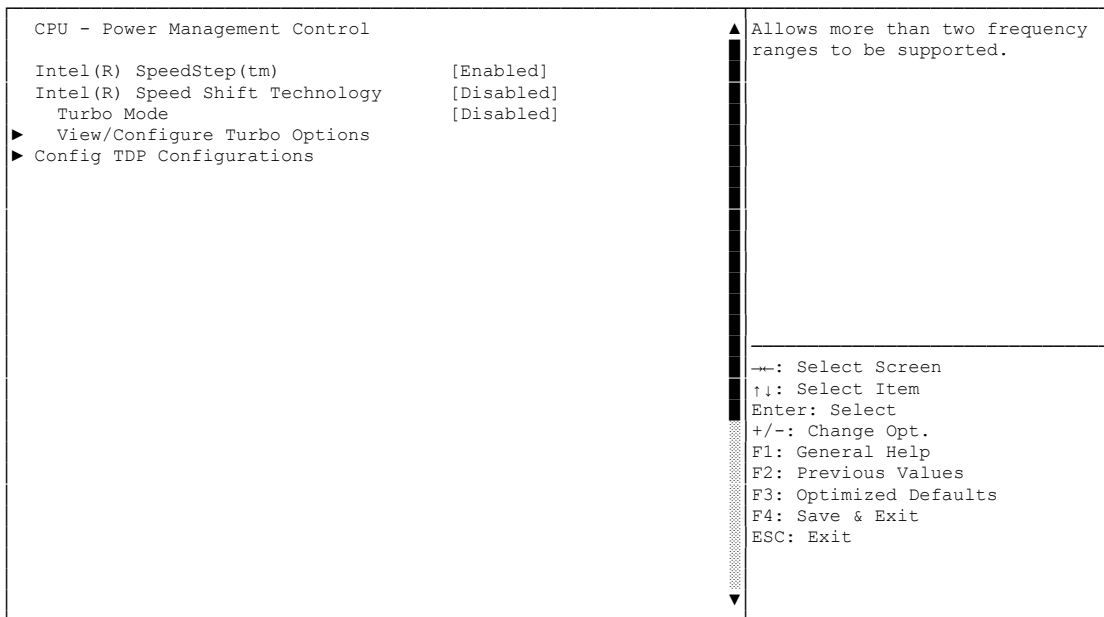 CPU - Power Management Control
Intel(R) SpeedStep(tm) [Enabled]
Intel(R) Speed Shift Technology [Disabled]
Turbo Mode [Disabled]
► View/Configure Turbo Options
► Config TDP Configurations
▲
▼
Allows more than two frequency
ranges to be supported.
→←: Select Screen
↑↓: Select Item
Enter: Select
+/-: Change Opt.
F1: General Help
F2: Previous Values
F3: Optimized Defaults
F4: Save & Exit
ESC: Exit